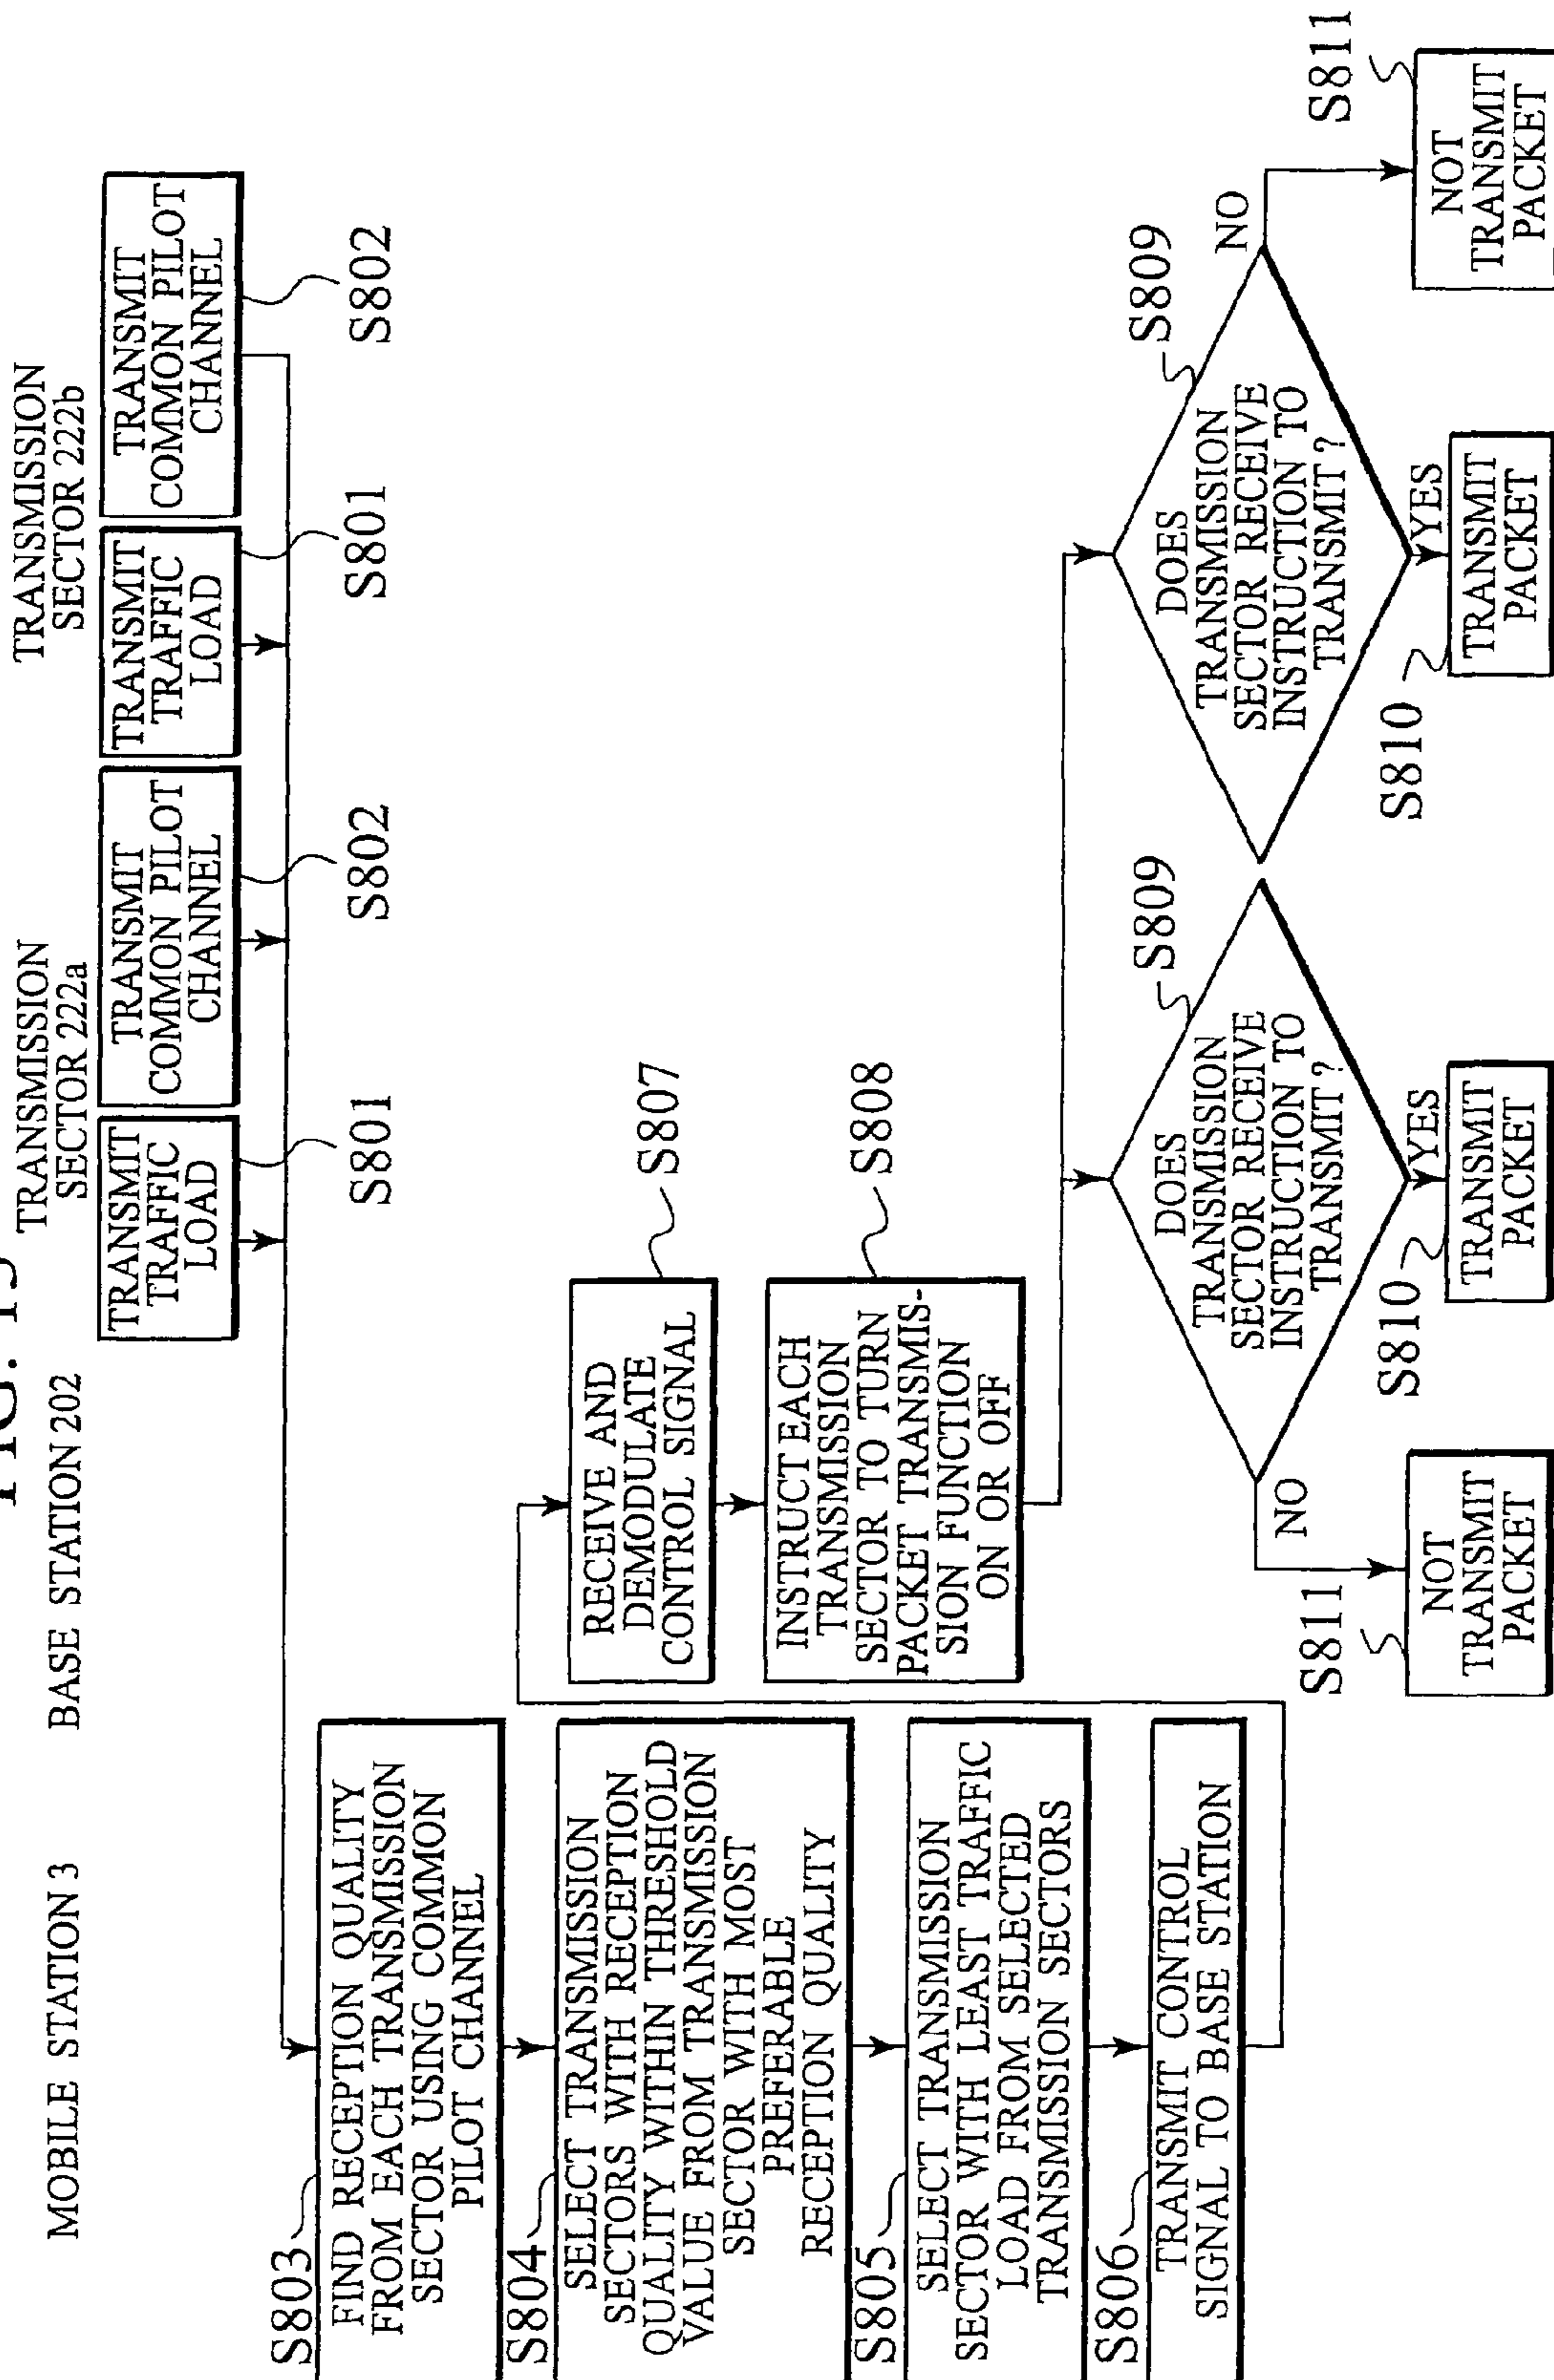 FIG.
MOBILE STATION 3
BASE STATION 202
TRANSMISSION
SECTOR 222a
TRANSMISSION
SECTOR 222b
TRANSMIT
TRAFFIC
LOAD
S801
TRANSMIT
COMMON PILOT
CHANNEL
S802
TRANSMIT
TRAFFIC
LOAD
S801
TRANSMIT
COMMON PILOT
CHANNEL
S802
S803
FIND RECEPTION QUALITY
FROM EACH TRANSMISSION
SECTOR USING COMMON
PILOT CHANNEL
S804
SELECT TRANSMISSION
SECTORS WITH RECEPTION
QUALITY WITHIN THRESHOLD
VALUE FROM TRANSMISSION
SECTOR WITH MOST
PREFERABLE
RECEPTION QUALITY
S805
SELECT TRANSMISSION
SECTOR WITH LEAST TRAFFIC
LOAD FROM SELECTED
TRANSMISSION SECTORS
S806
TRANSMIT CONTROL
SIGNAL TO BASE STATION
RECEIVE AND
DEMODULATE
CONTROL SIGNAL
S807
INSTRUCT EACH
TRANSMISSION
SECTOR TO TURN
PACKET TRANSMIS-
SION FUNCTION
ON OR OFF
S808
DOES
TRANSMISSION
SECTOR RECEIVE
INSTRUCTION TO
TRANSMIT ?
S809
NO
YES
S811
NOT
TRANSMIT
PACKET
S810
TRANSMIT
PACKET
DOES
TRANSMISSION
SECTOR RECEIVE
INSTRUCTION TO
TRANSMIT ?
S809
NO
YES
S810
TRANSMIT
PACKET
S811
NOT
TRANSMIT
PACKET